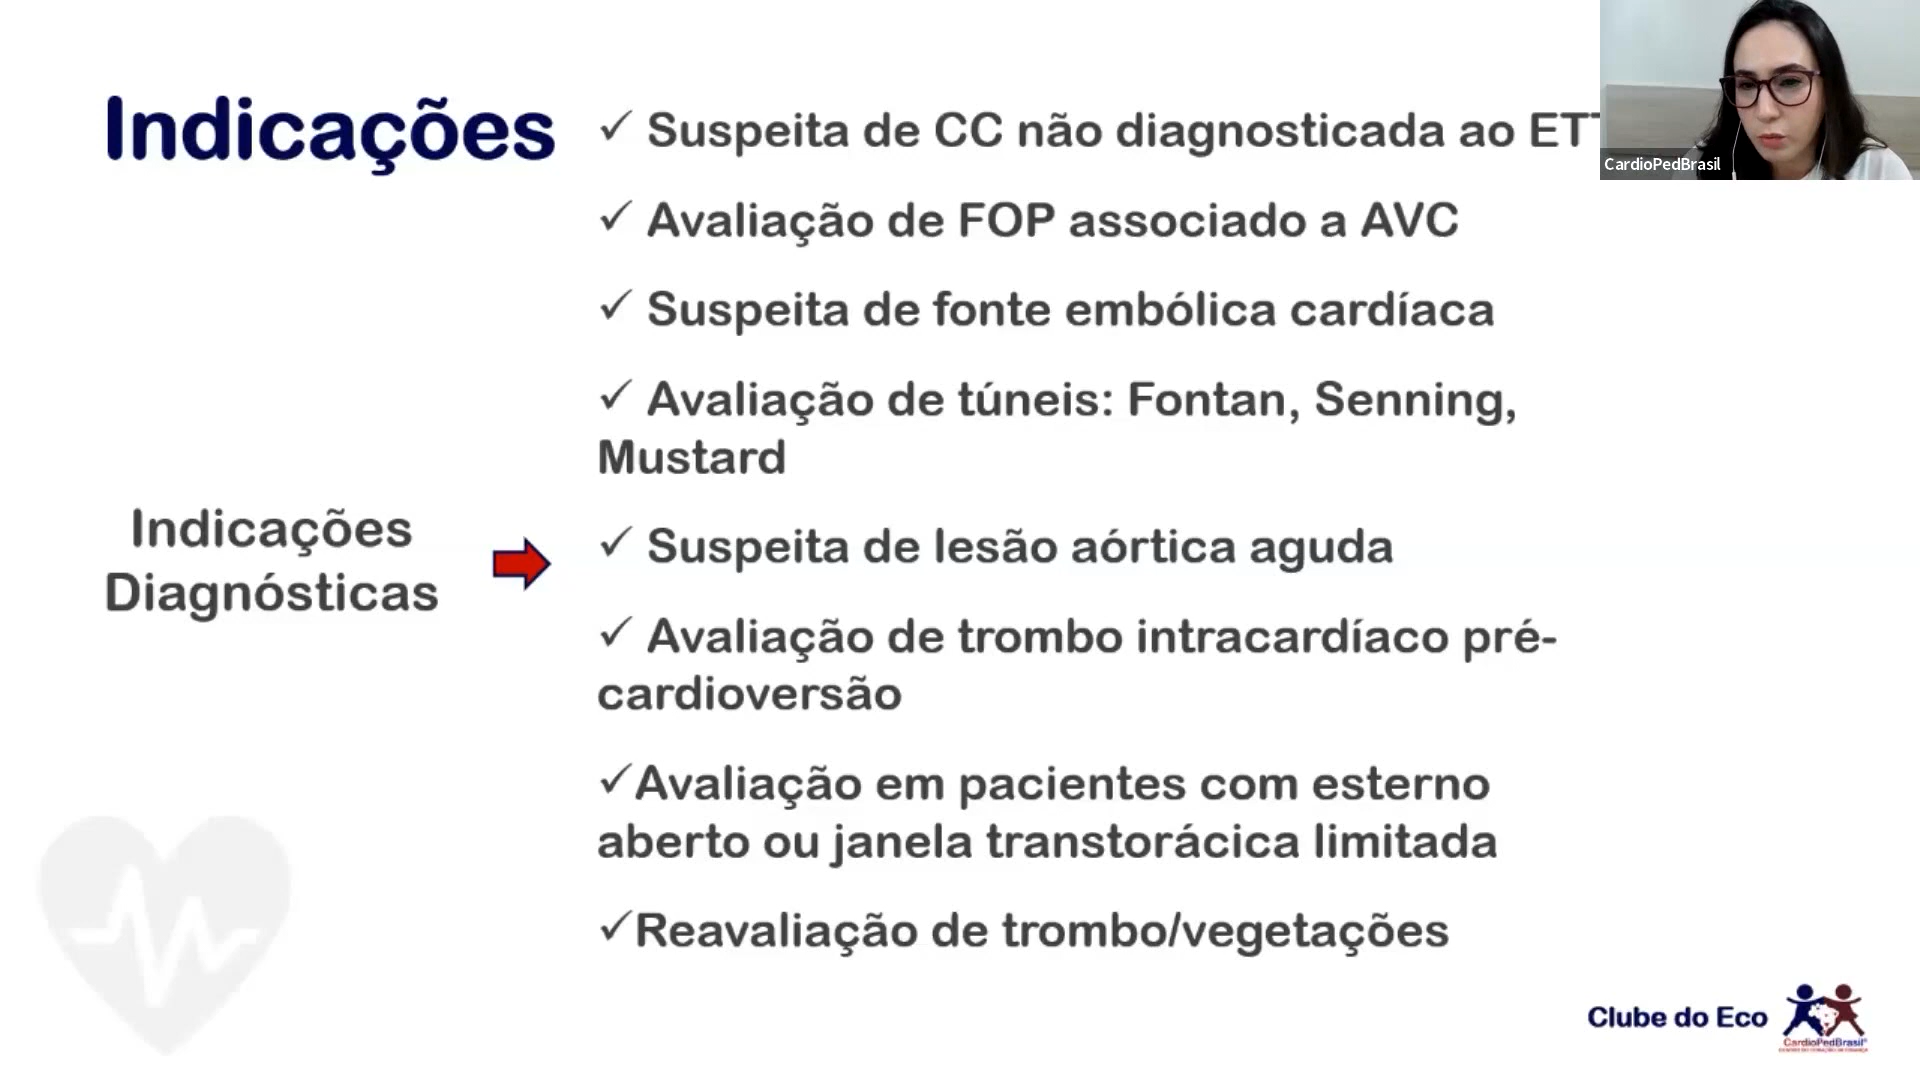 Indicações
✓ Suspeita de CC não diagnosticada ao
✓ Avaliação de FOP associado a AVC
✓ Suspeita de fonte embólica cardíaca
✓ Avaliação de túneis: Fontan, Senning,
Mustard
Indicações
Diagnósticas
✓ Suspeita de lesão aórtica aguda
✓ Avaliação de trombo intracardíaco pré-
cardioversão
✓Avaliação em pacientes com esterno
aberto ou janela transtorácica limitada
✓Reavaliação de trombo/vegetações
CardioPedBrasil
Clube do Eco
CardioPedBrasil®